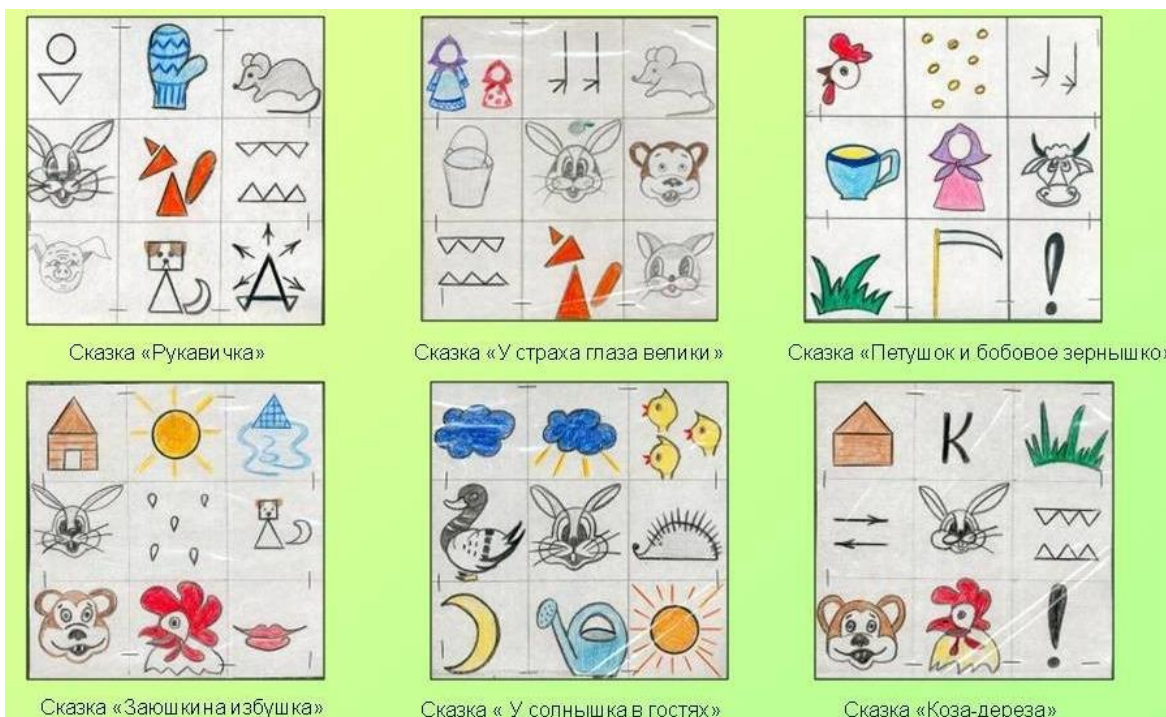 Сказка «Рукавичка»
Сказка «У страха глаза велики»
Сказка «Петушок и бобовое зернышко»
К
Сказка «Заюшкина избушка»
Сказка « У солнышка в гостях»
Сказка «Коза-дереза»